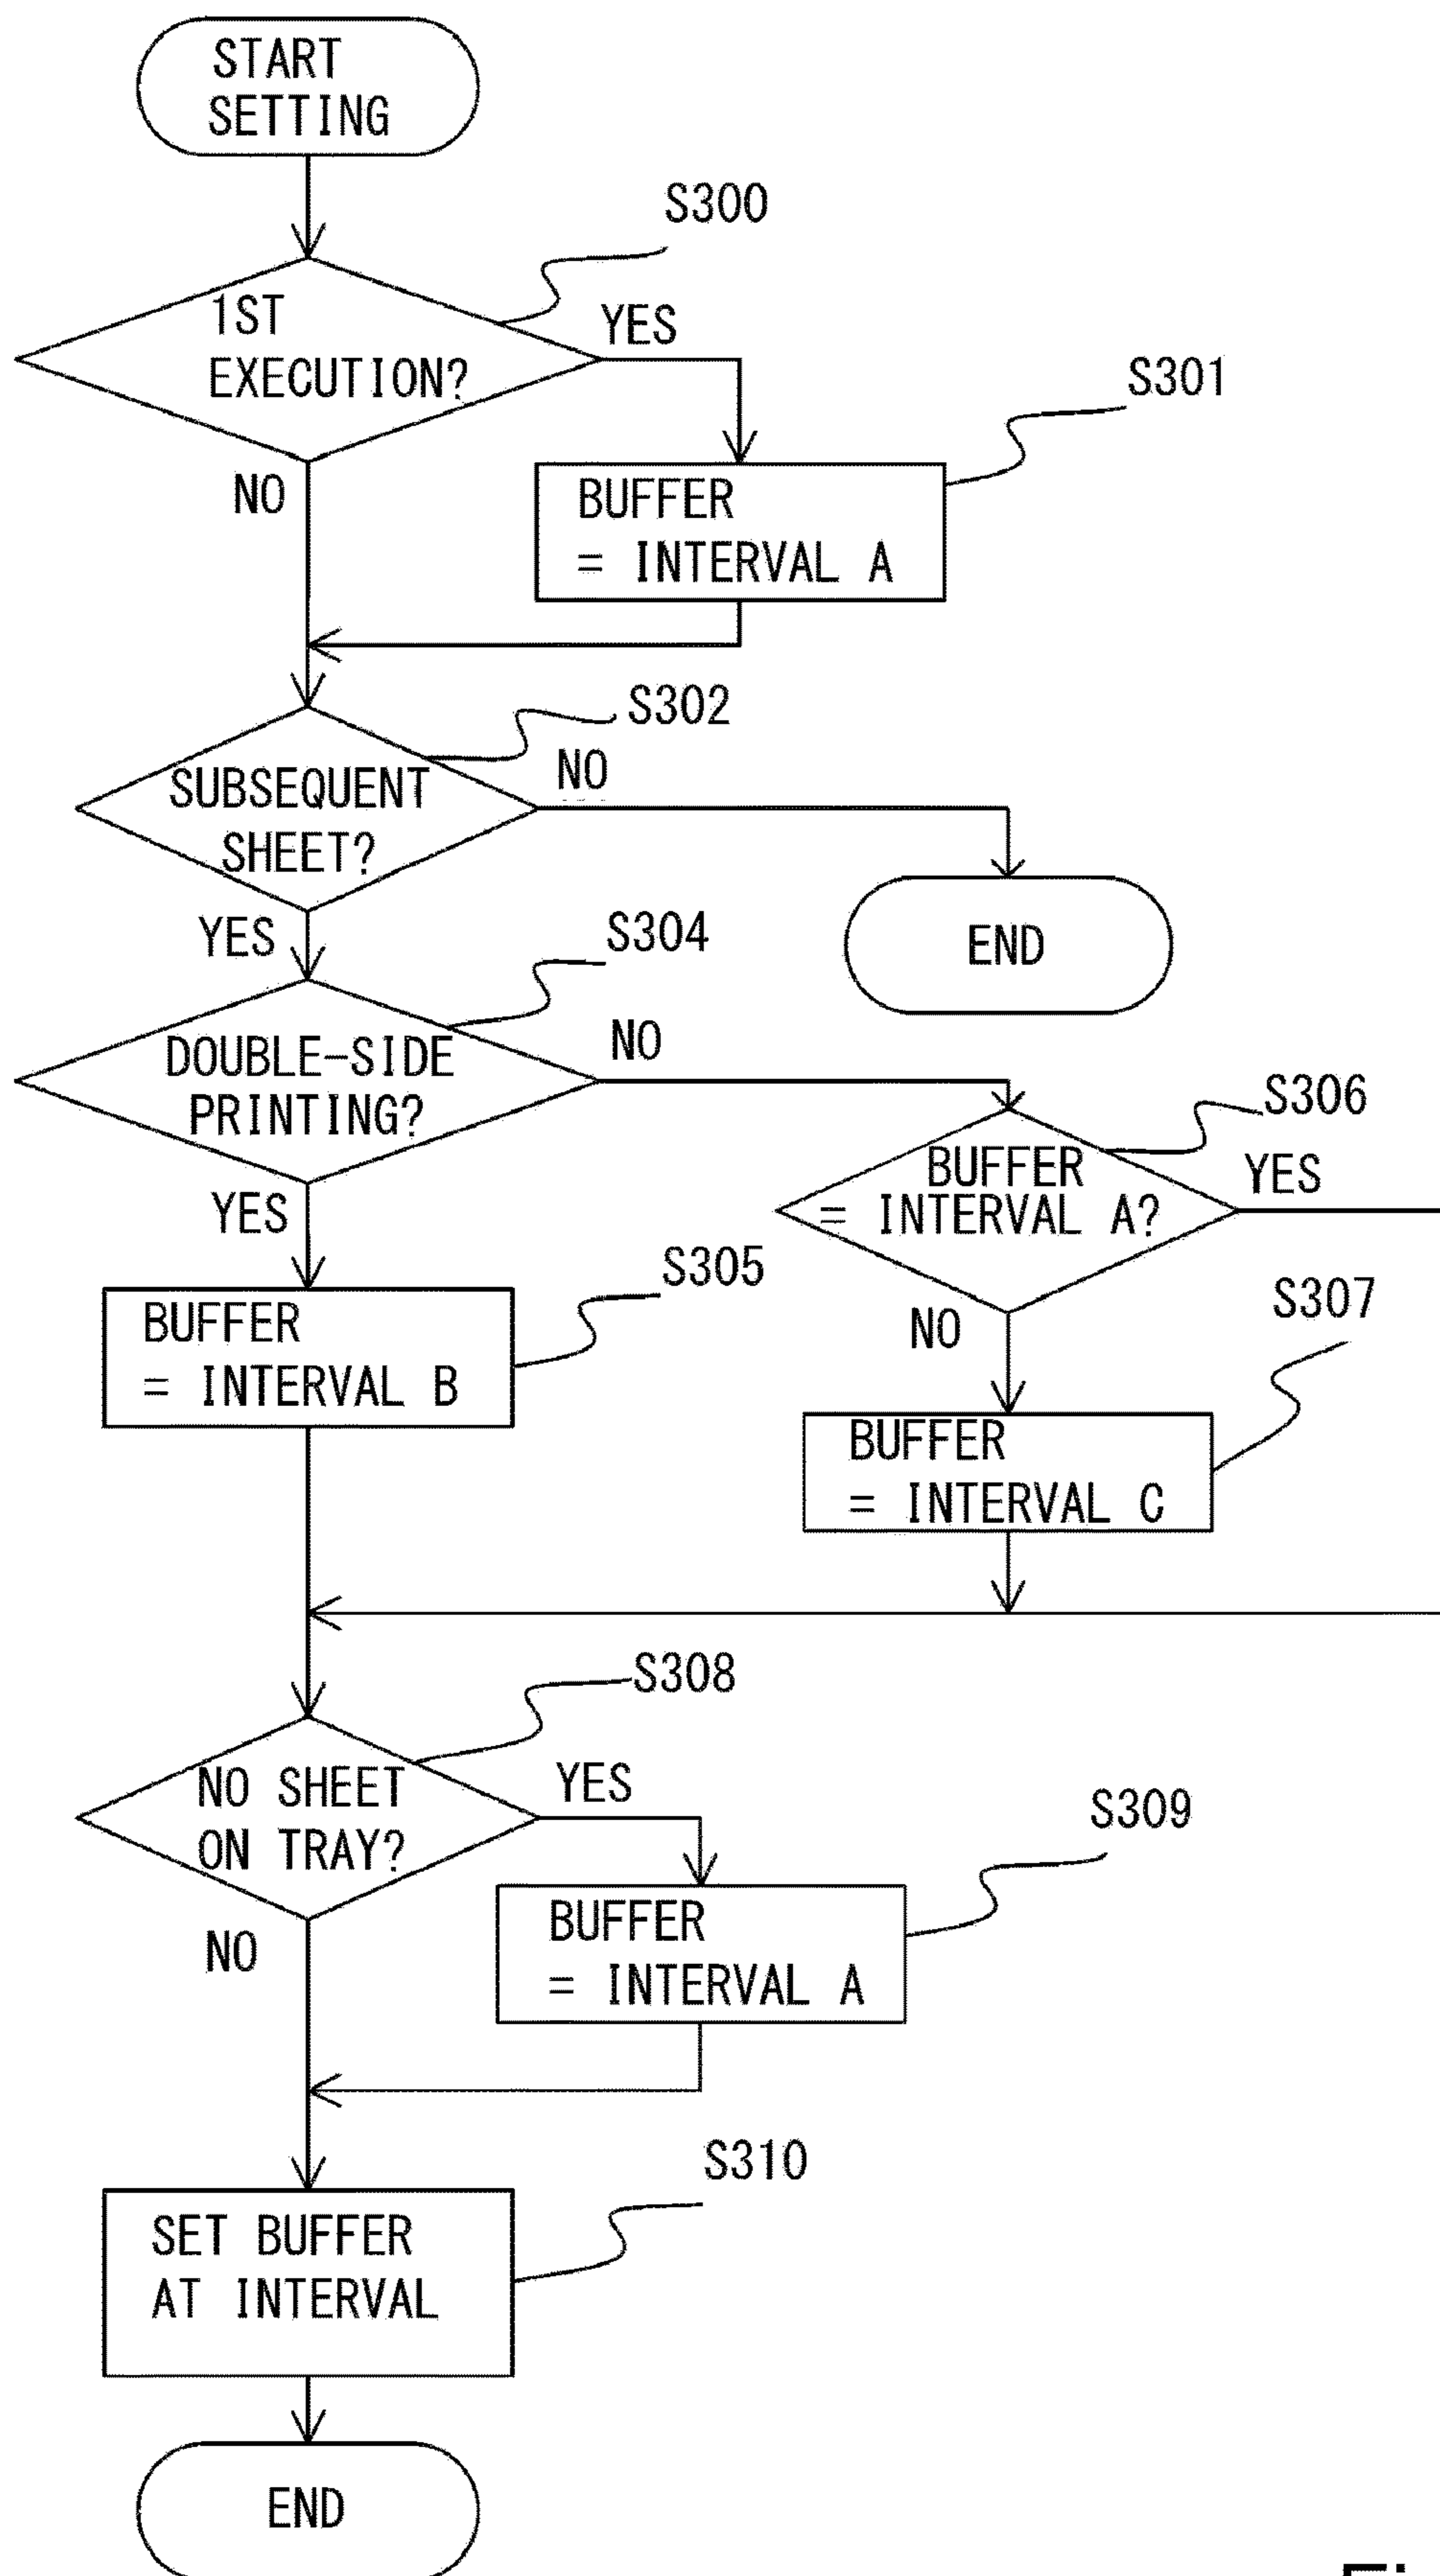 START
SETTING
S300
1ST
EXECUTION?
YES
NO
S301
BUFFER
= INTERVAL A
S302
SUBSEQUENT
SHEET?
NO
YES
END
S304
DOUBLE-SIDE
PRINTING?
NO
YES
S306
BUFFER
= INTERVAL A?
YES
NO
S305
BUFFER
= INTERVAL B
S307
BUFFER
= INTERVAL C
S308
NO SHEET
ON TRAY?
YES
NO
S309
BUFFER
= INTERVAL A
S310
SET BUFFER
AT INTERVAL
END